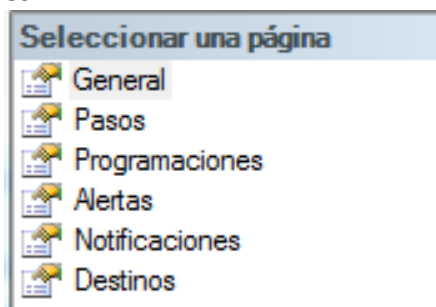 Seleccionar una página
General
Pasos
Programaciones
Alertas
Notificaciones
Destinos